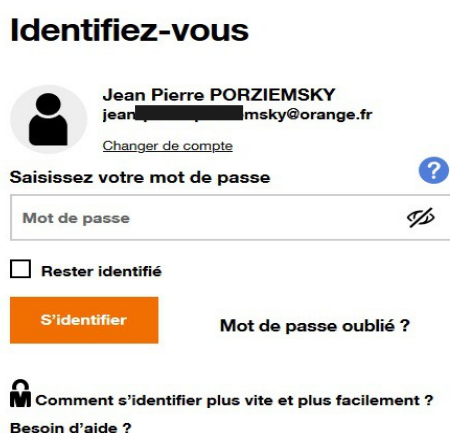 Identifiez-vous
Jean Pierre PORZIEMSKY
jean msky@orange.fr
Changer de compte
Saisissez votre mot de passe
?
Mot de passe
Rester identifié
S'identifier
Mot de passe oublié ?
Comment s'identifier plus vite et plus facilement ?
Besoin d'aide ?